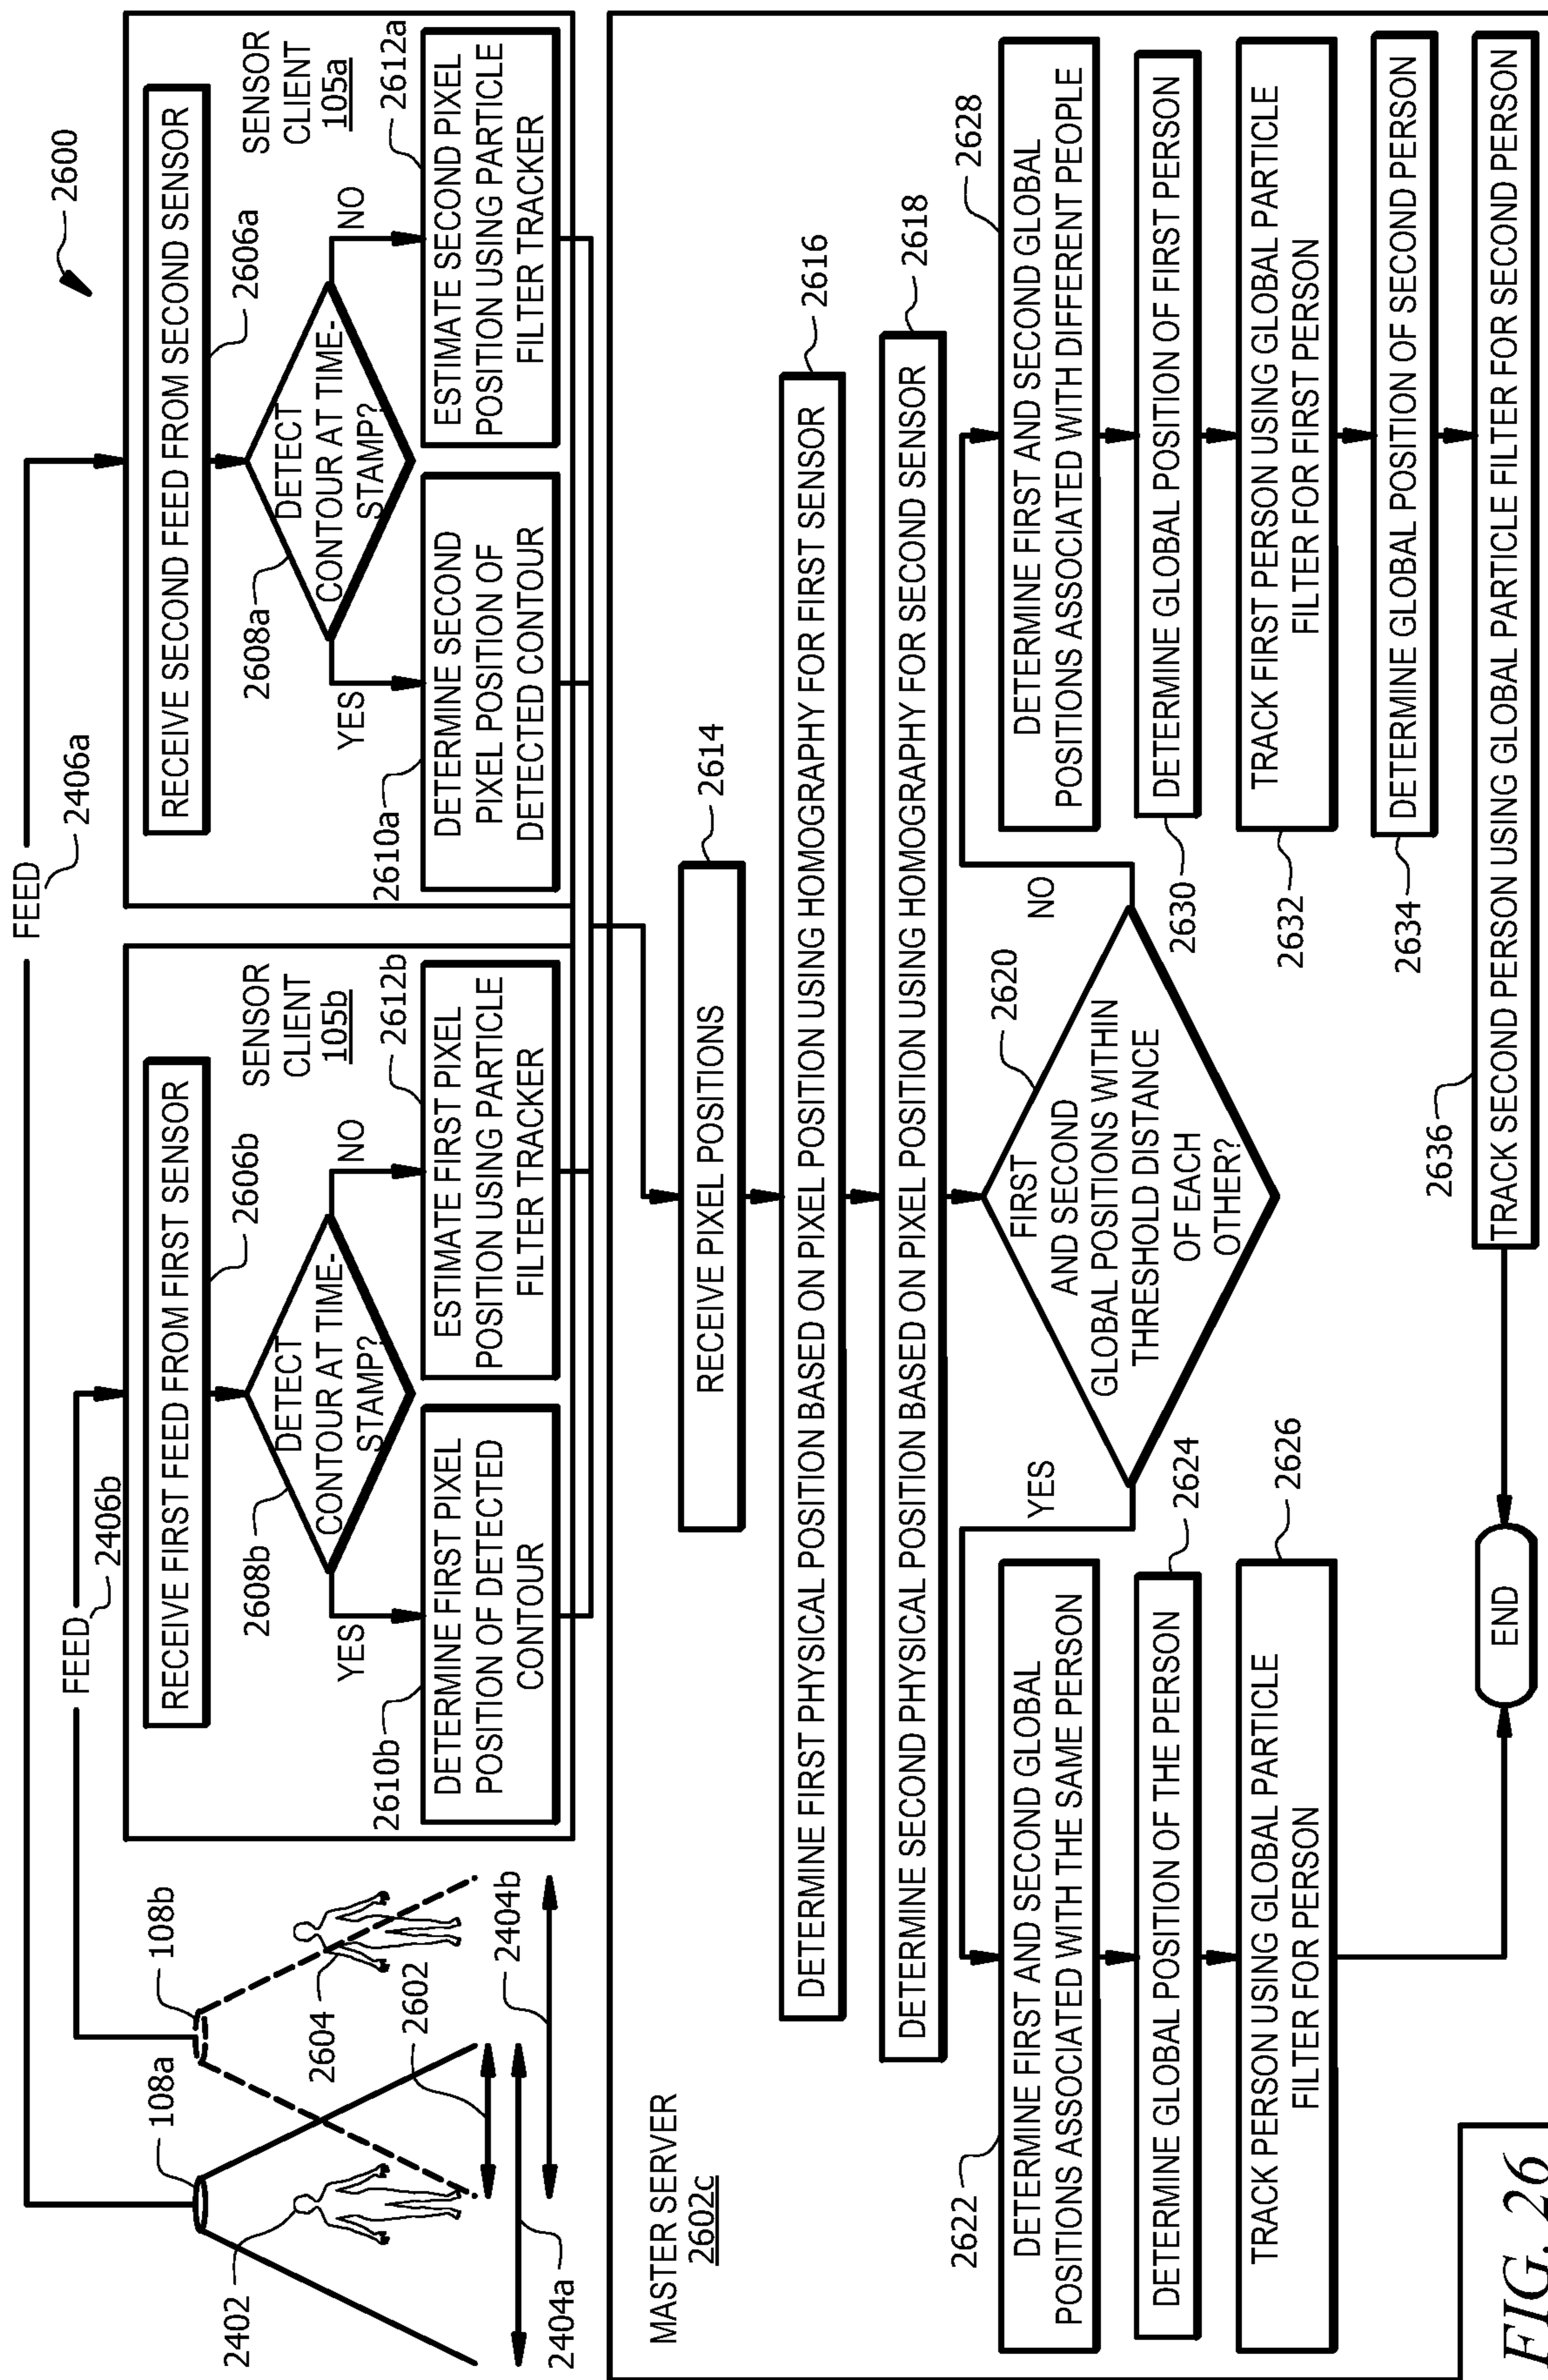 2600
FEED
2406a
FEED
2406b
108a
108b
2402
2604
2602
2404a
2404b
RECEIVE FIRST FEED FROM FIRST SENSOR
2606b
SENSOR
CLIENT
105b
DETECT
CONTOUR AT TIME-
STAMP?
2608b
YES
NO
2610b
DETERMINE FIRST PIXEL
POSITION OF DETECTED
CONTOUR
2612b
ESTIMATE FIRST PIXEL
POSITION USING PARTICLE
FILTER TRACKER
RECEIVE SECOND FEED FROM SECOND SENSOR
2606a
SENSOR
CLIENT
105a
DETECT
CONTOUR AT TIME-
STAMP?
2608a
YES
NO
2610a
DETERMINE SECOND
PIXEL POSITION OF
DETECTED CONTOUR
2612a
ESTIMATE SECOND PIXEL
POSITION USING PARTICLE
FILTER TRACKER
MASTER SERVER
2602c
RECEIVE PIXEL POSITIONS
2614
DETERMINE FIRST PHYSICAL POSITION BASED ON PIXEL POSITION USING HOMOGRAPHY FOR FIRST SENSOR
2616
DETERMINE SECOND PHYSICAL POSITION BASED ON PIXEL POSITION USING HOMOGRAPHY FOR SECOND SENSOR
2618
FIRST
AND SECOND
GLOBAL POSITIONS WITHIN
THRESHOLD DISTANCE
OF EACH
OTHER?
2620
YES
NO
2622
DETERMINE FIRST AND SECOND GLOBAL
POSITIONS ASSOCIATED WITH THE SAME PERSON
DETERMINE GLOBAL POSITION OF THE PERSON
2624
TRACK PERSON USING GLOBAL PARTICLE
FILTER FOR PERSON
2626
DETERMINE FIRST AND SECOND GLOBAL
POSITIONS ASSOCIATED WITH DIFFERENT PEOPLE
2628
2630
DETERMINE GLOBAL POSITION OF FIRST PERSON
2632
TRACK FIRST PERSON USING GLOBAL PARTICLE
FILTER FOR FIRST PERSON
2634
DETERMINE GLOBAL POSITION OF SECOND PERSON
2636
TRACK SECOND PERSON USING GLOBAL PARTICLE FILTER FOR SECOND PERSON
END
FIG. 26